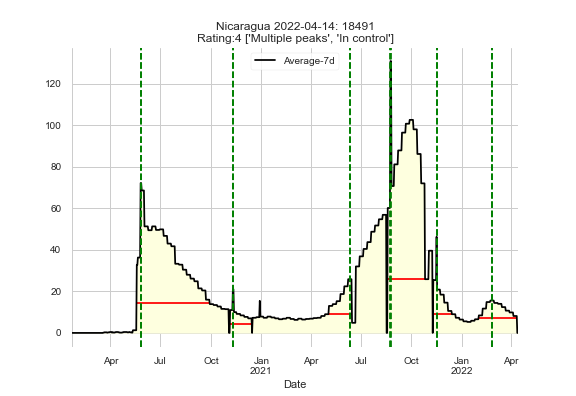 Nicaragua 2022-04-14: 18491
Rating:4 ['Multiple peaks', 'In control']
Average-7d
120
100
80
60
40
20
0
Apr
Jul
Oct
Jan
2021
Apr
Jul
Oct
Jan
2022
Apr
Date